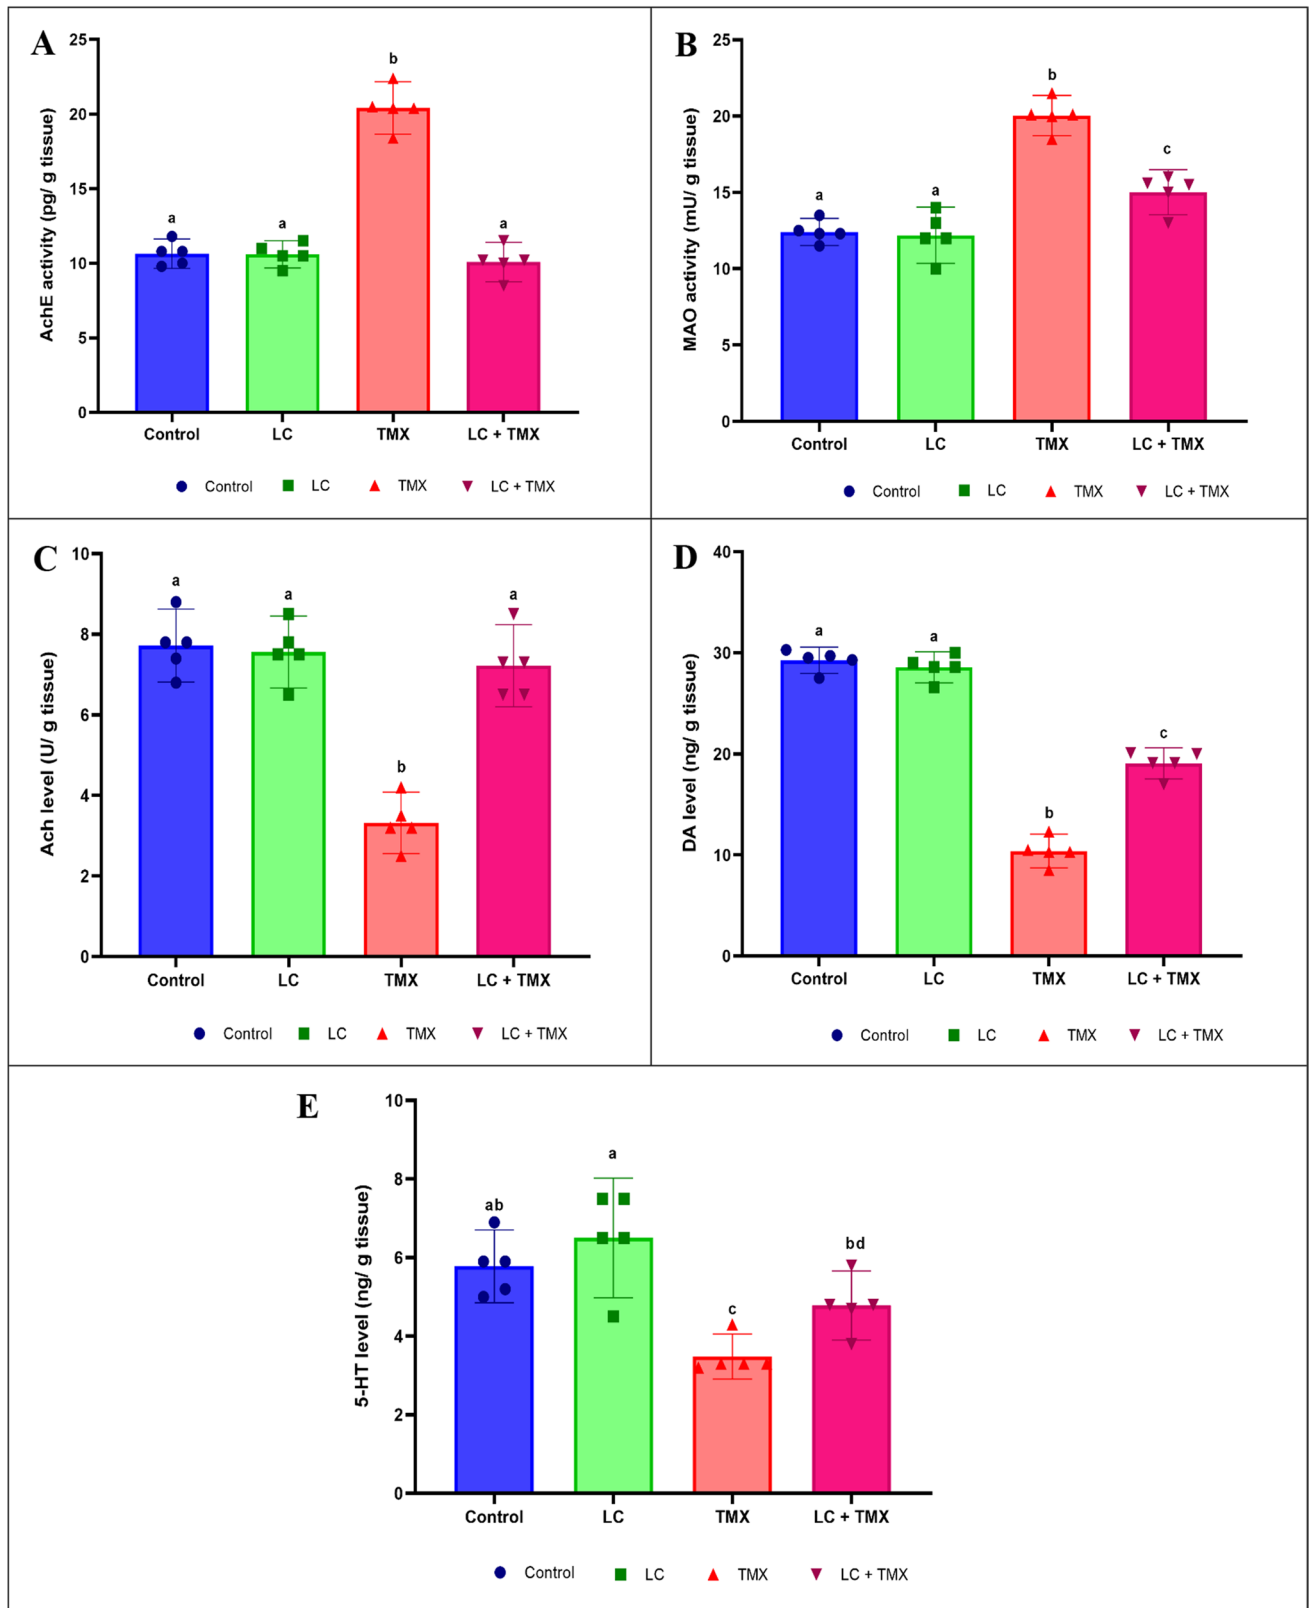 A
AchE activity (pg/ g tissue)
25
20
15
10
5
0
b
a
a
a
Control LC TMX LC + TMX
Control LC TMX LC + TMX
B
MAO activity (mU/ g tissue)
25
20
15
10
5
0
b
c
a
a
Control LC TMX LC + TMX
Control LC TMX LC + TMX
C
Ach level (U/ g tissue)
10
8
6
4
2
0
a
a
a
b
Control LC TMX LC + TMX
Control LC TMX LC + TMX
D
DA level (ng/ g tissue)
40
30
20
10
0
a
a
c
b
Control LC TMX LC + TMX
Control LC TMX LC + TMX
E
5-HT level (ng/ g tissue)
10
8
6
4
2
0
a
ab
bd
c
Control LC TMX LC + TMX
Control LC TMX LC + TMX